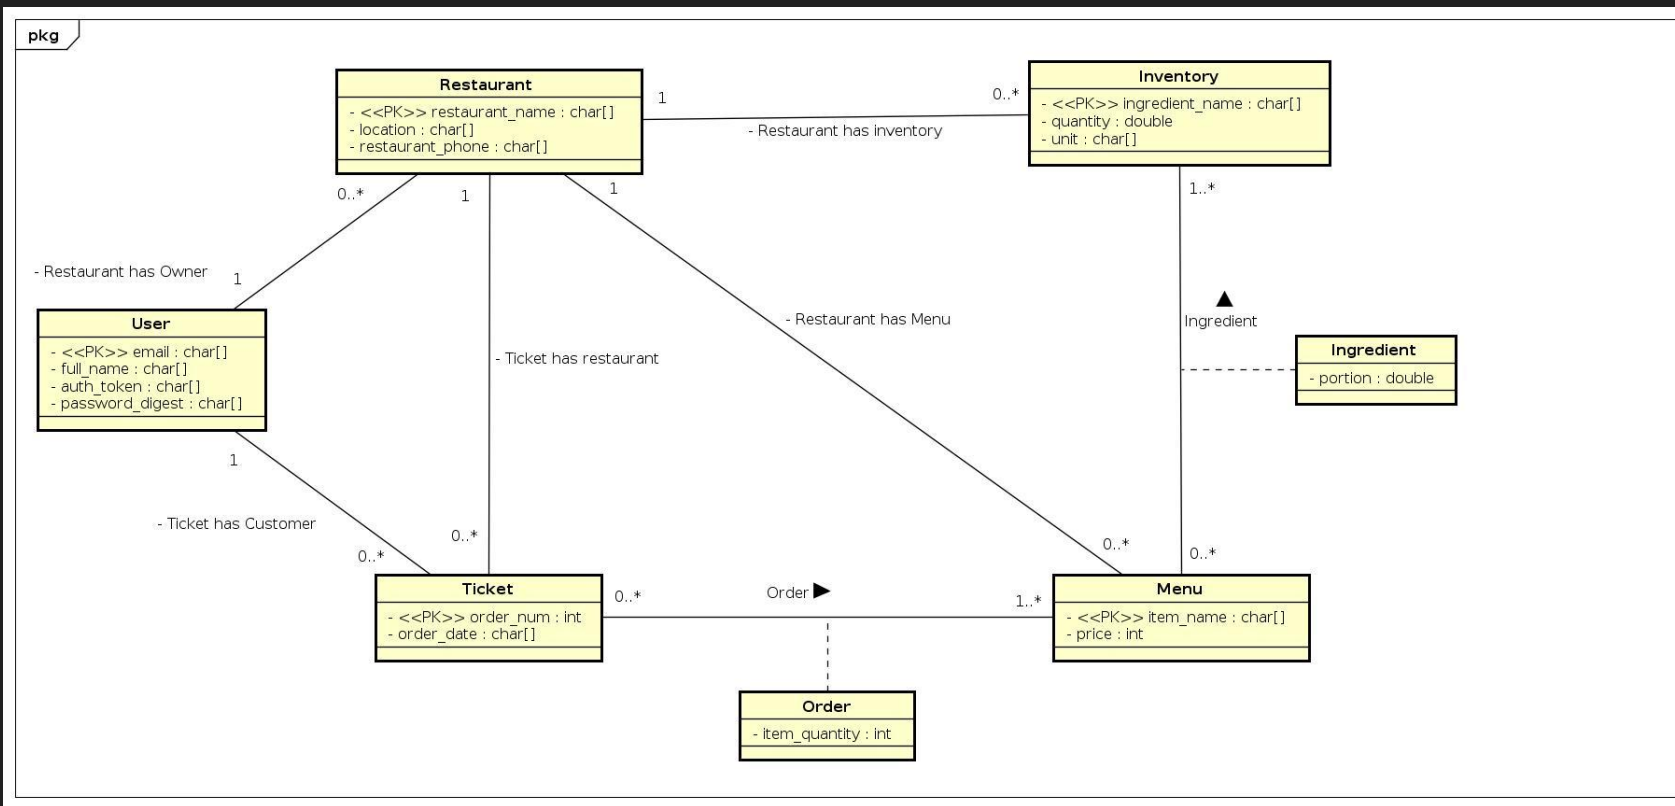 pkg
Restaurant
- <<PK>> restaurant_name : char[]
- location : char[]
- restaurant_phone : char[]
1
0..*
- Restaurant has inventory
Inventory
- <<PK>> ingredient_name : char[]
- quantity : double
- unit : char[]
0..*
1
1
1..*
- Restaurant has Owner
1
User
- <<PK>> email : char[]
- full_name : char[]
- auth_token : char[]
- password_digest : char[]
- Ticket has restaurant
- Restaurant has Menu
Ingredient
Ingredient
- portion : double
1
- Ticket has Customer
0..*
0..*
0..*
0..*
Ticket
- <<PK>> order_num : int
- order_date : char[]
0..*
Order
1..*
Menu
- <<PK>> item_name : char[]
- price : int
Order
- item_quantity : int